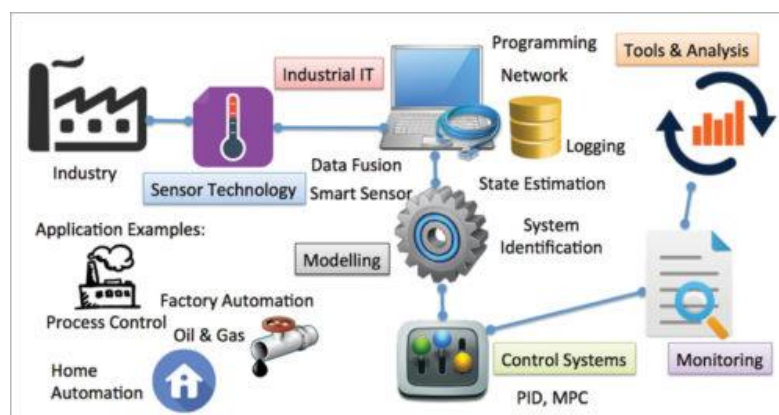 Programming
Tools & Analysis
Industrial IT
Network
Logging
Industry
Sensor Technology
Data Fusion
Smart Sensor
State Estimation
System
Identification
Application Examples:
Modelling
Process Control
Factory Automation
Oil & Gas
Home
Automation
Control Systems
Monitoring
PID, MPC